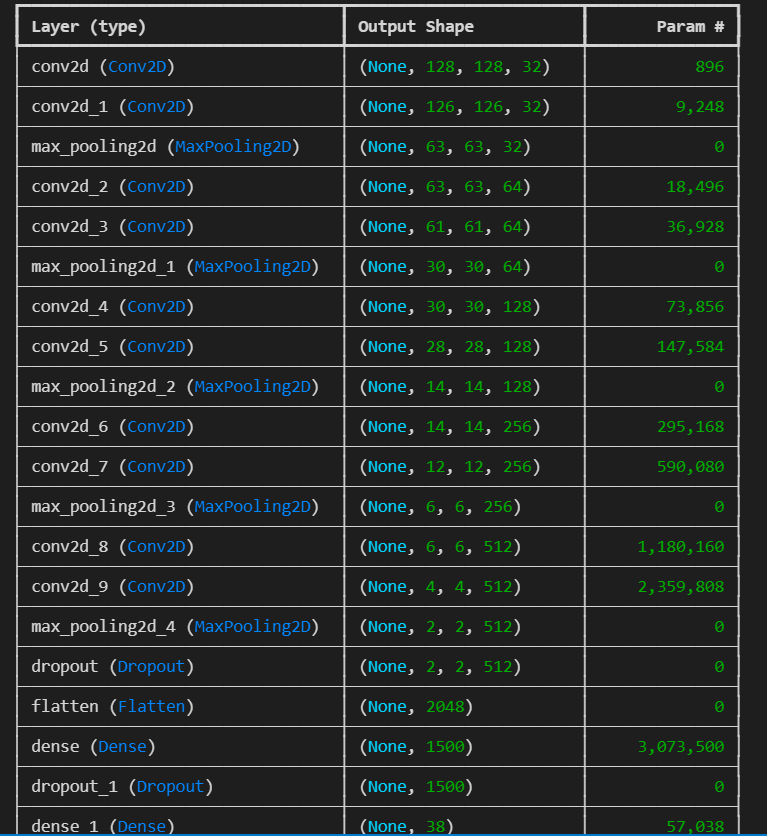 Layer (type) Output Shape Param #
conv2d (Conv2D) (None, 128, 128, 32) 896
conv2d_1 (Conv2D) (None, 126, 126, 32) 9,248
max_pooling2d (MaxPooling2D) (None, 63, 63, 32) 0
conv2d_2 (Conv2D) (None, 63, 63, 64) 18,496
conv2d_3 (Conv2D) (None, 61, 61, 64) 36,928
max_pooling2d_1 (MaxPooling2D) (None, 30, 30, 64) 0
conv2d_4 (Conv2D) (None, 30, 30, 128) 73,856
conv2d_5 (Conv2D) (None, 28, 28, 128) 147,584
max_pooling2d_2 (MaxPooling2D) (None, 14, 14, 128) 0
conv2d_6 (Conv2D) (None, 14, 14, 256) 295,168
conv2d_7 (Conv2D) (None, 12, 12, 256) 590,080
max_pooling2d_3 (MaxPooling2D) (None, 6, 6, 256) 0
conv2d_8 (Conv2D) (None, 6, 6, 512) 1,180,160
conv2d_9 (Conv2D) (None, 4, 4, 512) 2,359,808
max_pooling2d_4 (MaxPooling2D) (None, 2, 2, 512) 0
dropout (Dropout) (None, 2, 2, 512) 0
flatten (Flatten) (None, 2048) 0
dense (Dense) (None, 1500) 3,073,500
dropout_1 (Dropout) (None, 1500) 0
dense_1 (Dense) (None, 38) 57,038